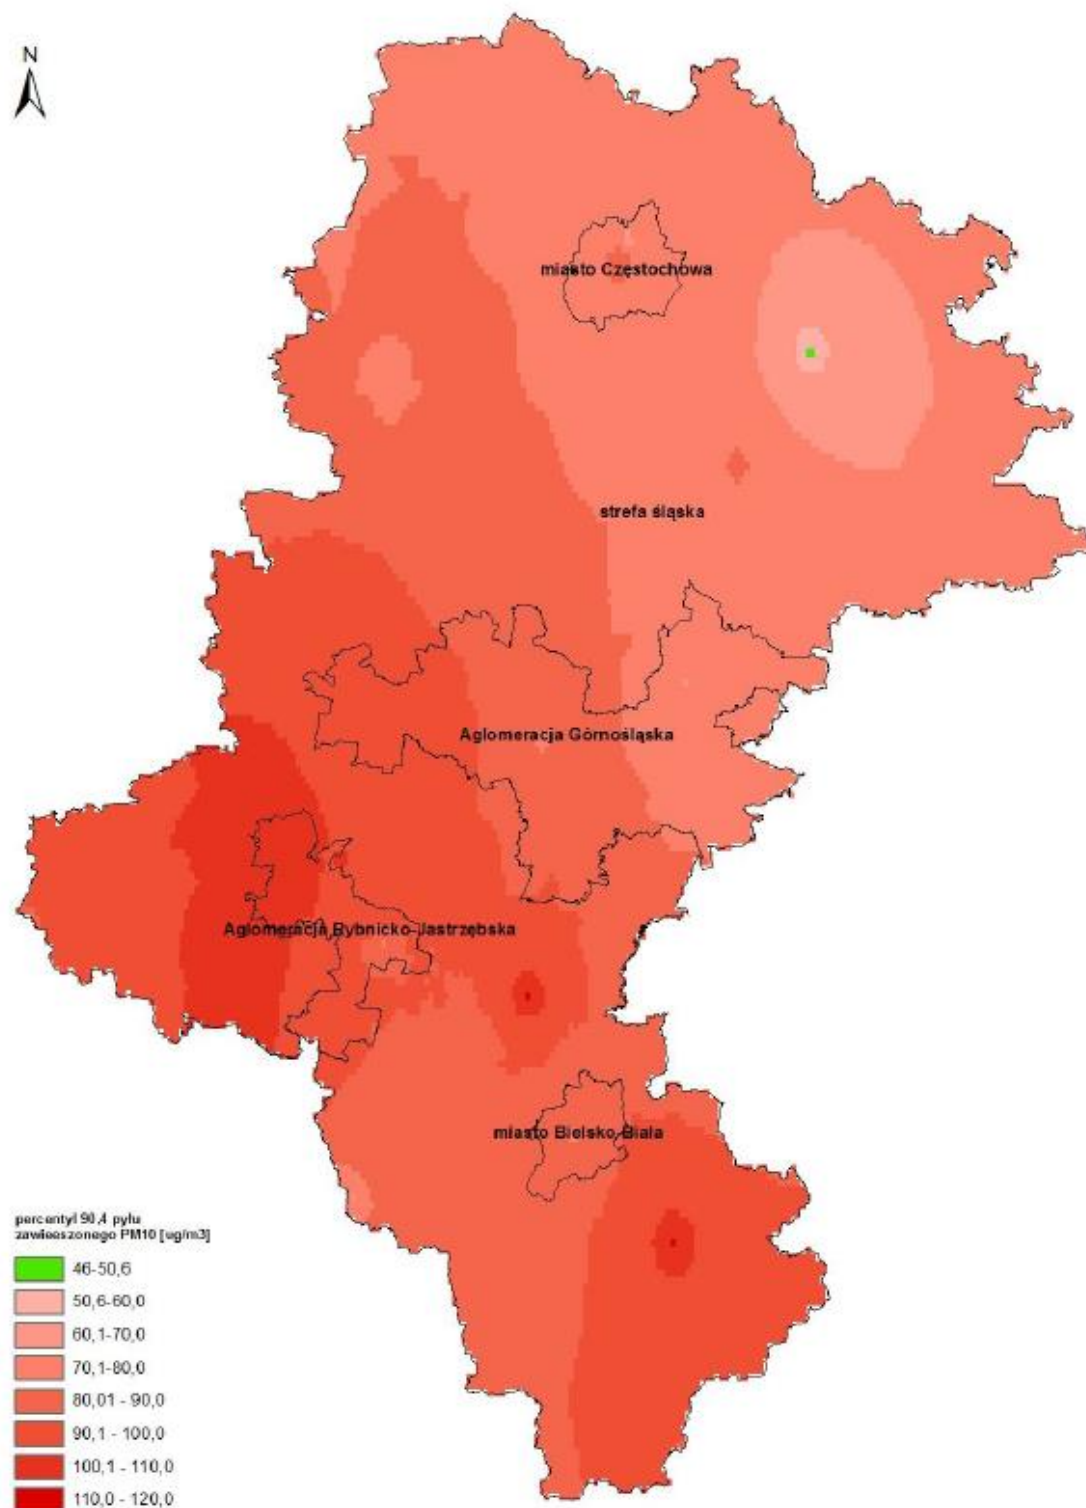 N
miasto Częstochowa
strefa śląska
Aglomeracja Górnośląska
Aglomeracja Rybnicko-Jastrzębska
miasto Bielsko-Biala
percentyl 90,4 pyłu
zawieeszonego PM10 [ug/m3]
46-50,6
50,6-60,0
60,1-70,0
70,1-80,0
80,01 - 90,0
90,1 - 100,0
100,1 - 110,0
110,0 - 120,0